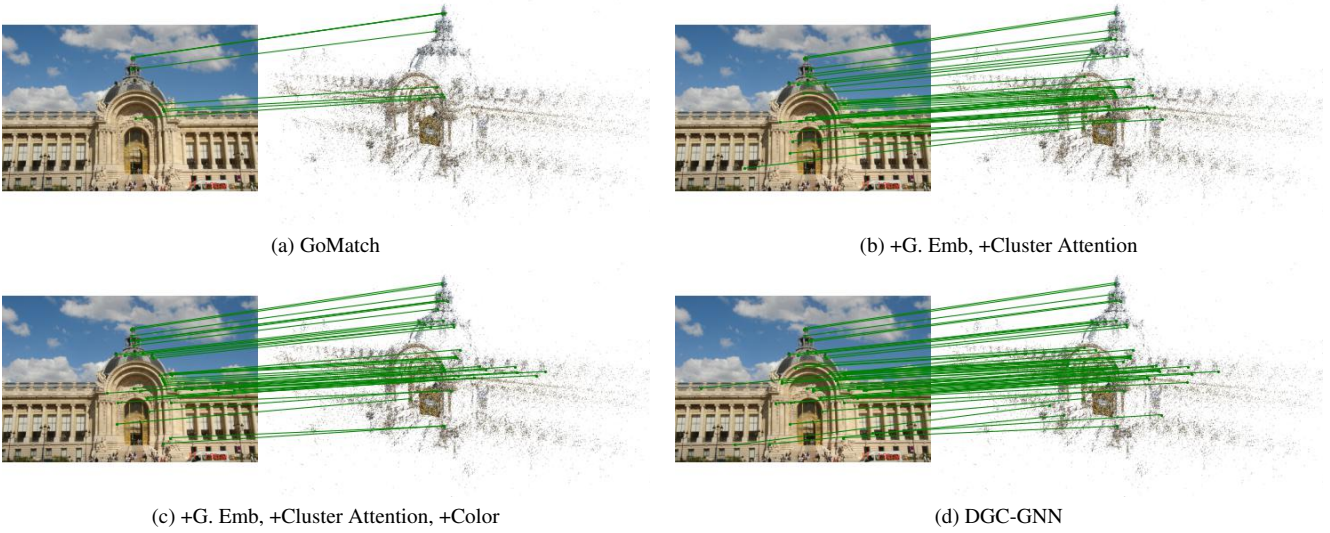 (a) GoMatch
(b) +G. Emb, +Cluster Attention
(c) +G. Emb, +Cluster Attention, +Color
(d) DGC-GNN